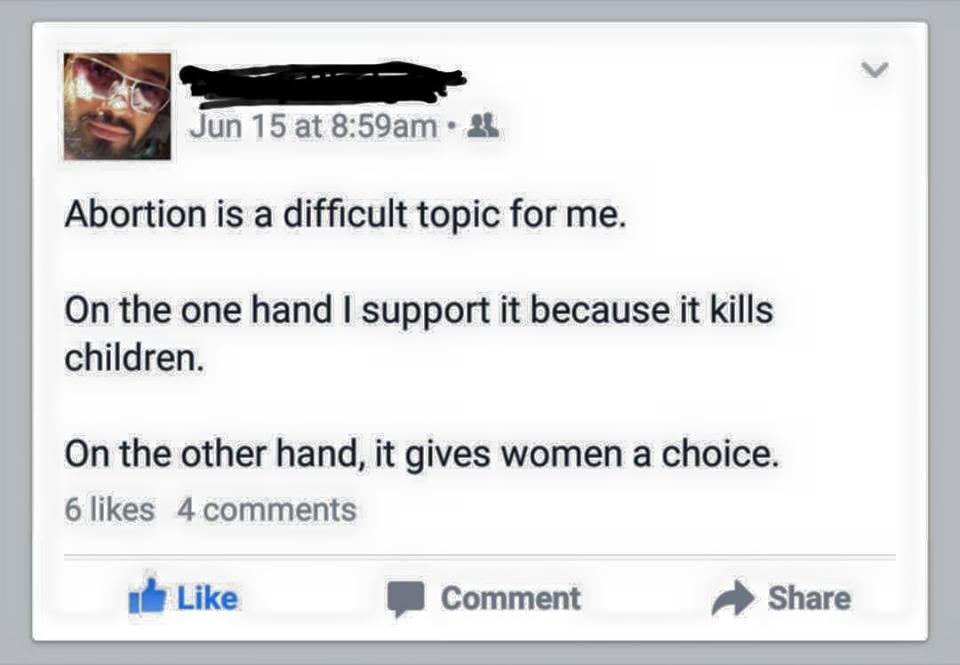 Jun 15 at 8:59am •
Abortion is a difficult topic for me.
On the one hand I support it because it kills
children.
On the other hand, it gives women a choice.
6 likes 4 comments
Like Comment Share